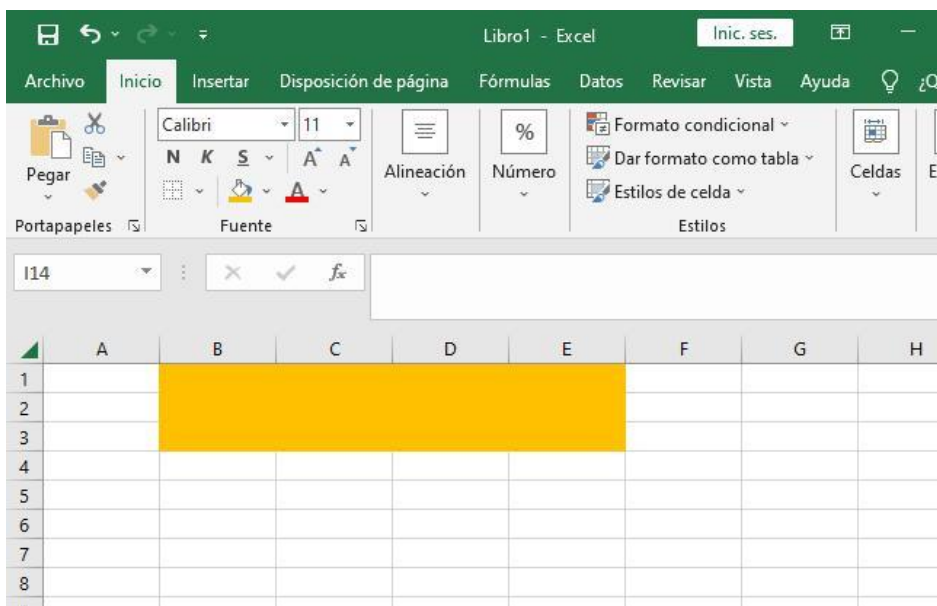 Libro1 - Excel
Inic. ses.
Archivo Inicio Insertar Disposición de página Fórmulas Datos Revisar Vista Ayuda ¿Q
Pegar
Portapapeles
Calibri 11
N K S A A
A
Fuente
Alineación
%
Número
Formato condicional
Dar formato como tabla
Estilos de celda
Estilos
Celdas
E
I14
fx
A B C D E F G H
1
2
3
4
5
6
7
8